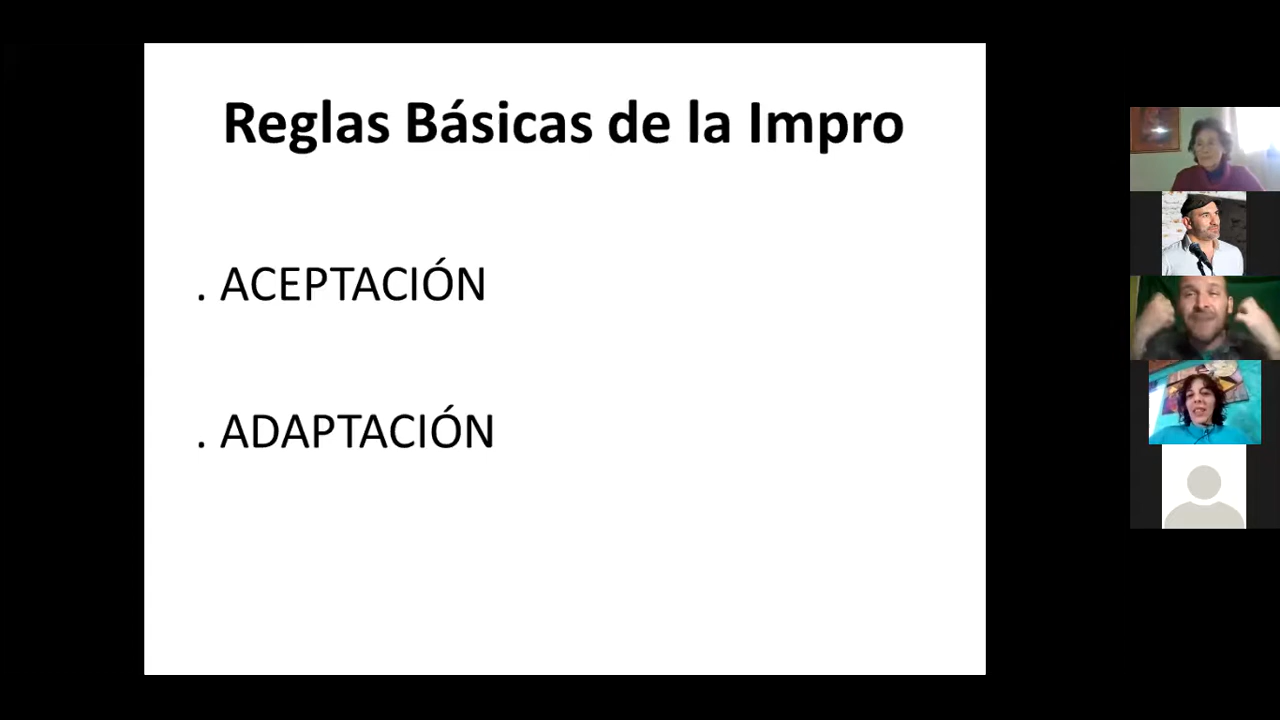 Reglas Básicas de la Impro
. ACEPTACIÓN
. ADAPTACIÓN